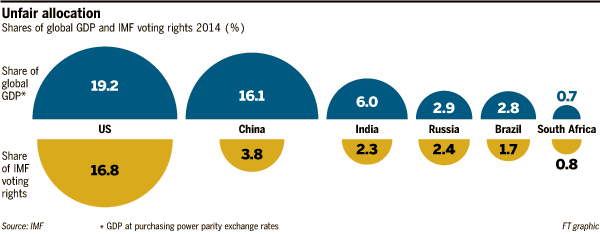 Unfair allocation
Shares of global GDP and IMF voting rights 2014 (%)
Share of
global
GDP*
19.2
16.1
6.0
2.9
2.8
0.7
US
China
India
Russia
Brazil
South Africa
Share
of IMF
voting
rights
16.8
3.8
2.3
2.4
1.7
0.8
Source: IMF
* GDP at purchasing power parity exchange rates
FT graphic